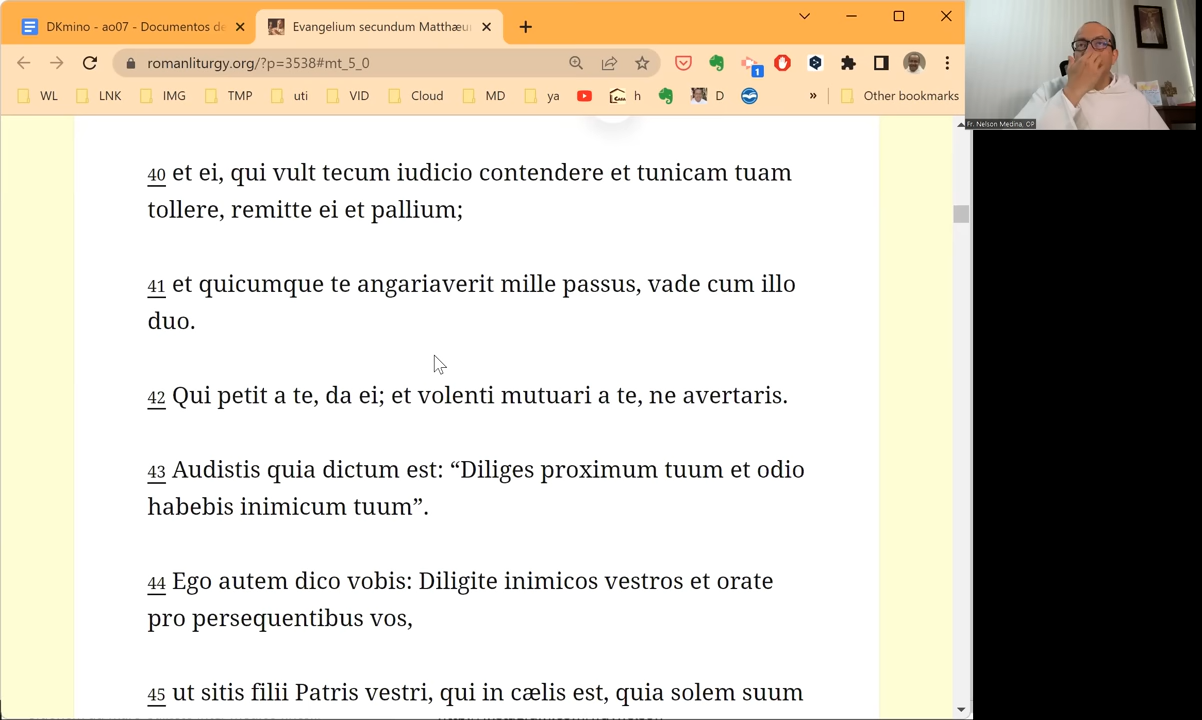 DKmino - ao07 - Documentos de
Evangelium secundum Matthæu
romanliturgy.org/?p=3538#mt_5_0
WL LNK IMG TMP uti VID Cloud MD ya h D » Other bookmarks
1
Fr. Nelson Medina, OP
40 et ei, qui vult tecum iudicio contendere et tunicam tuam
tollere, remitte ei et pallium;
41 et quicumque te angariaverit mille passus, vade cum illo
duo.
42 Qui petit a te, da ei; et volenti mutuari a te, ne avertaris.
43 Audistis quia dictum est: “Diliges proximum tuum et odio
habebis inimicum tuum”.
44 Ego autem dico vobis: Diligite inimicos vestros et orate
pro persequentibus vos,
45 ut sitis filii Patris vestri, qui in cælis est, quia solem suum